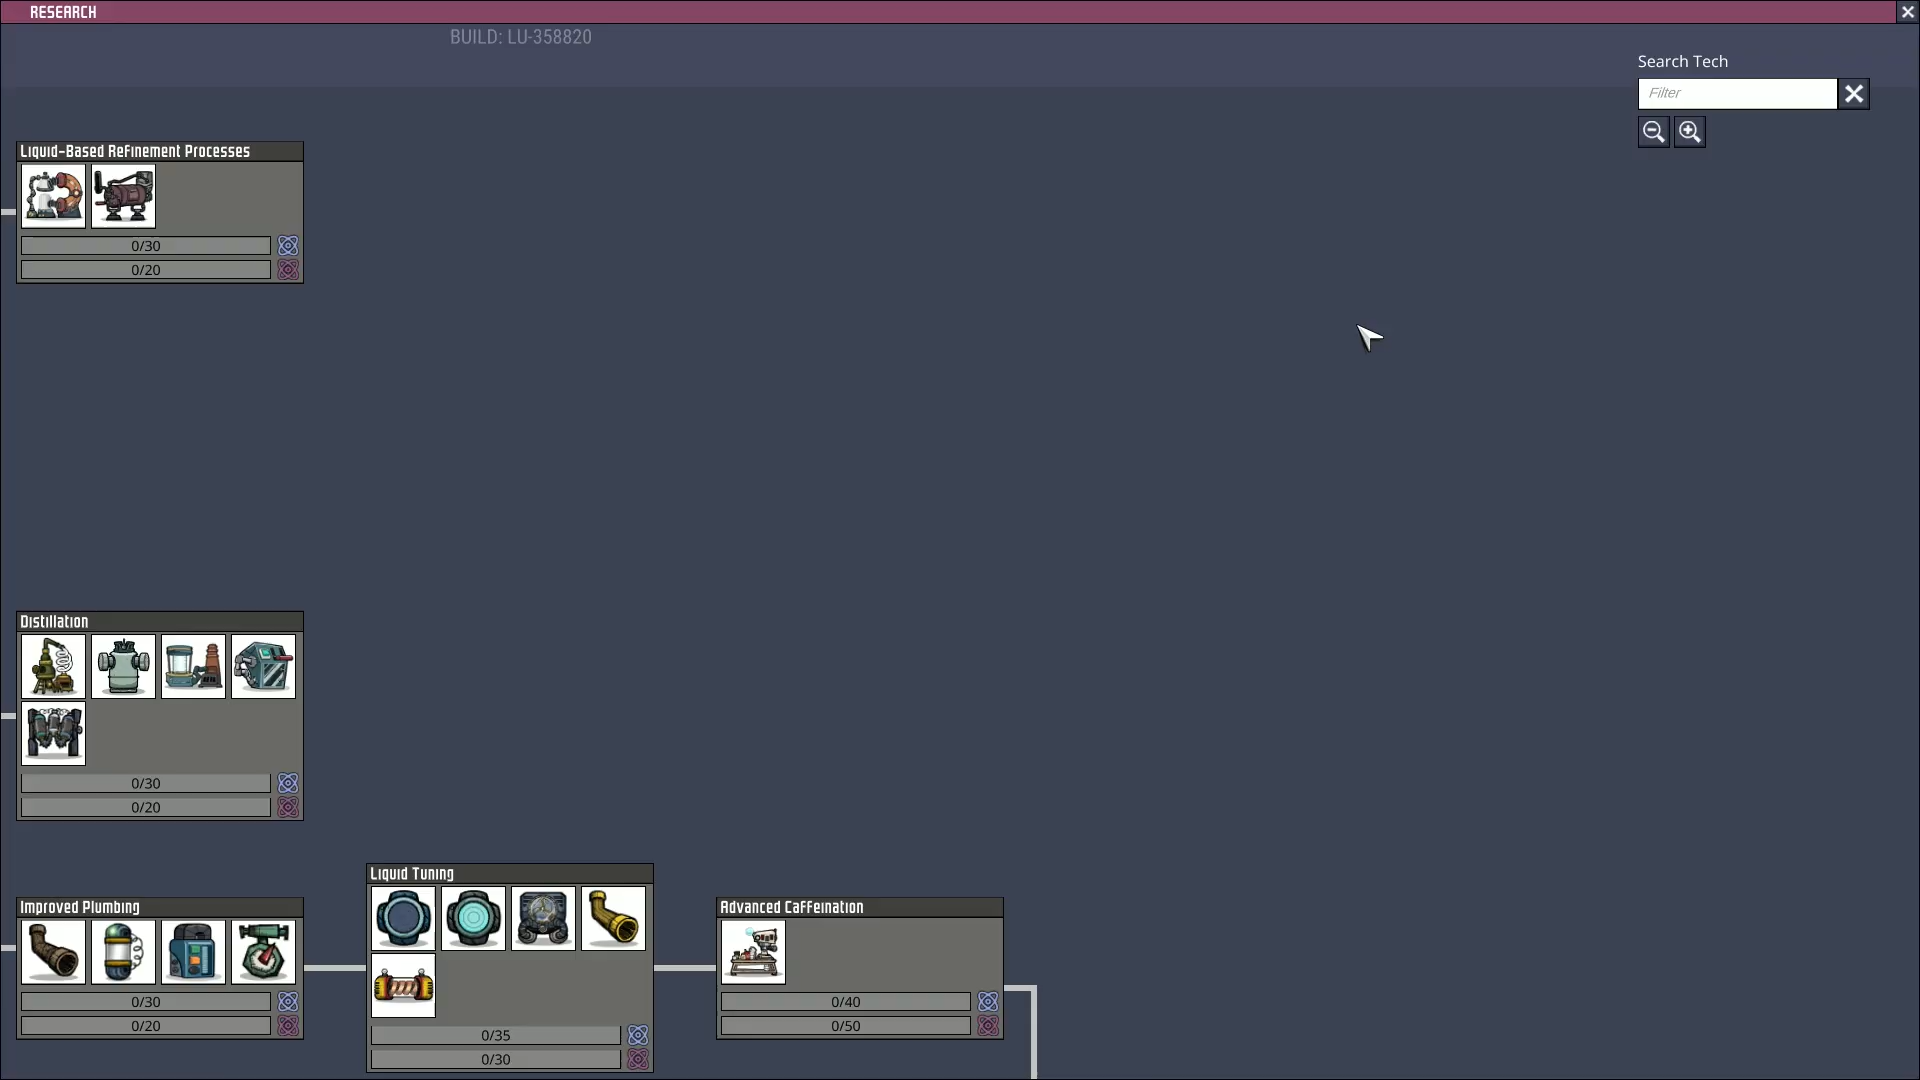 RESEARCH
BUILD: LU-358820
Search Tech
Filter
Liquid-Based Refinement Processes
0/30
0/20
Distillation
0/30
0/20
Liquid Tuning
0/35
0/30
Improved Plumbing
0/30
0/20
Advanced Caffeination
0/40
0/50